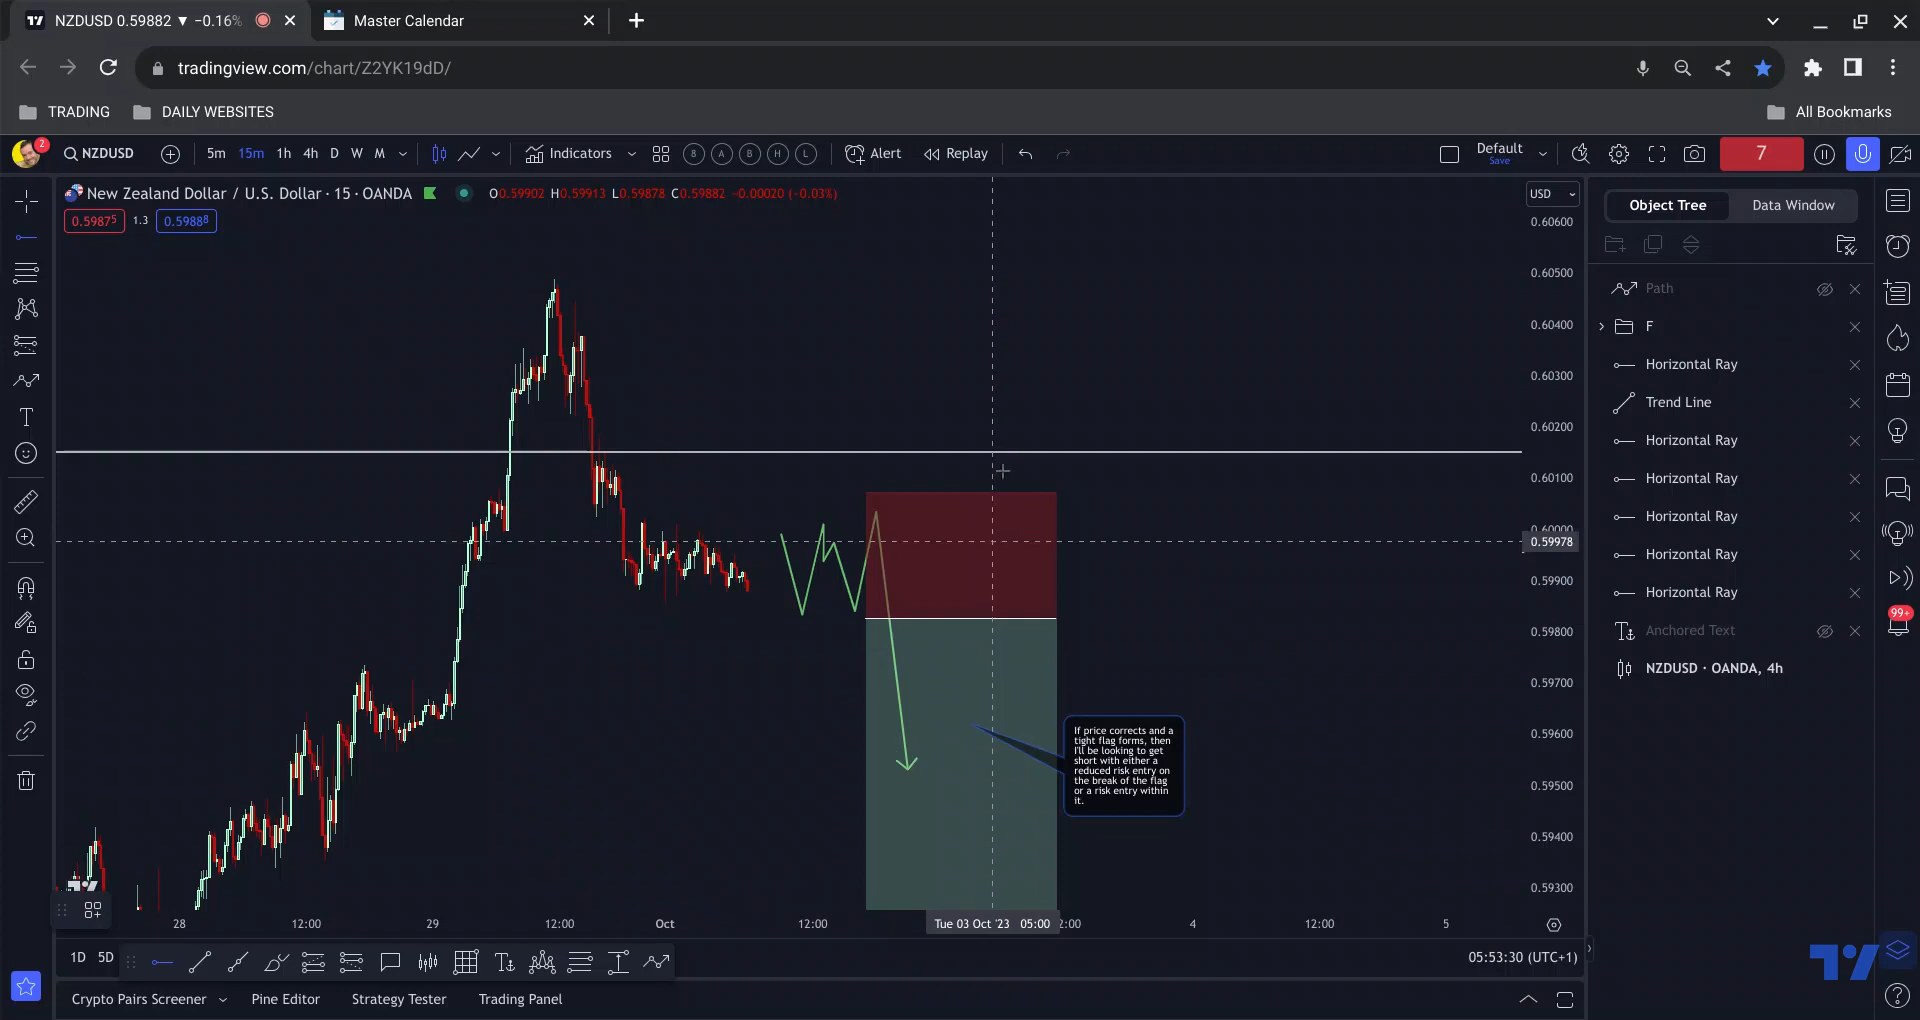 NZDUSD 0.59882 ▼ −0.16%
Master Calendar
tradingview.com/chart/Z2YK19dD/
TRADING
DAILY WEBSITES
All Bookmarks
2
NZDUSD
5m 15m 1h 4h D W M
Indicators
8 A B H L
Alert
Replay
Default
Save
7
New Zealand Dollar / U.S. Dollar · 15 · OANDA
O0.59902 H0.59913 L0.59878 C0.59882 −0.00020 (−0.03%)
0.59875 1.3 0.59888
USD
0.60600
0.60500
0.60400
0.60300
0.60200
0.60100
0.60000
0.59978
0.59900
0.59800
0.59700
0.59600
0.59500
0.59400
0.59300
If price corrects and a
tight flag forms, then
I'll be looking to get
short with either a
reduced risk entry on
the break of the flag
or a risk entry within
it.
28 12:00 29 12:00 Oct 12:00 Tue 03 Oct '23 05:00 2:00 4 12:00 5
1D 5D
05:53:30 (UTC+1)
Crypto Pairs Screener
Pine Editor
Strategy Tester
Trading Panel
Object Tree
Data Window
Path
F
Horizontal Ray
Trend Line
Horizontal Ray
Horizontal Ray
Horizontal Ray
Horizontal Ray
Horizontal Ray
Anchored Text
NZDUSD · OANDA, 4h
99+